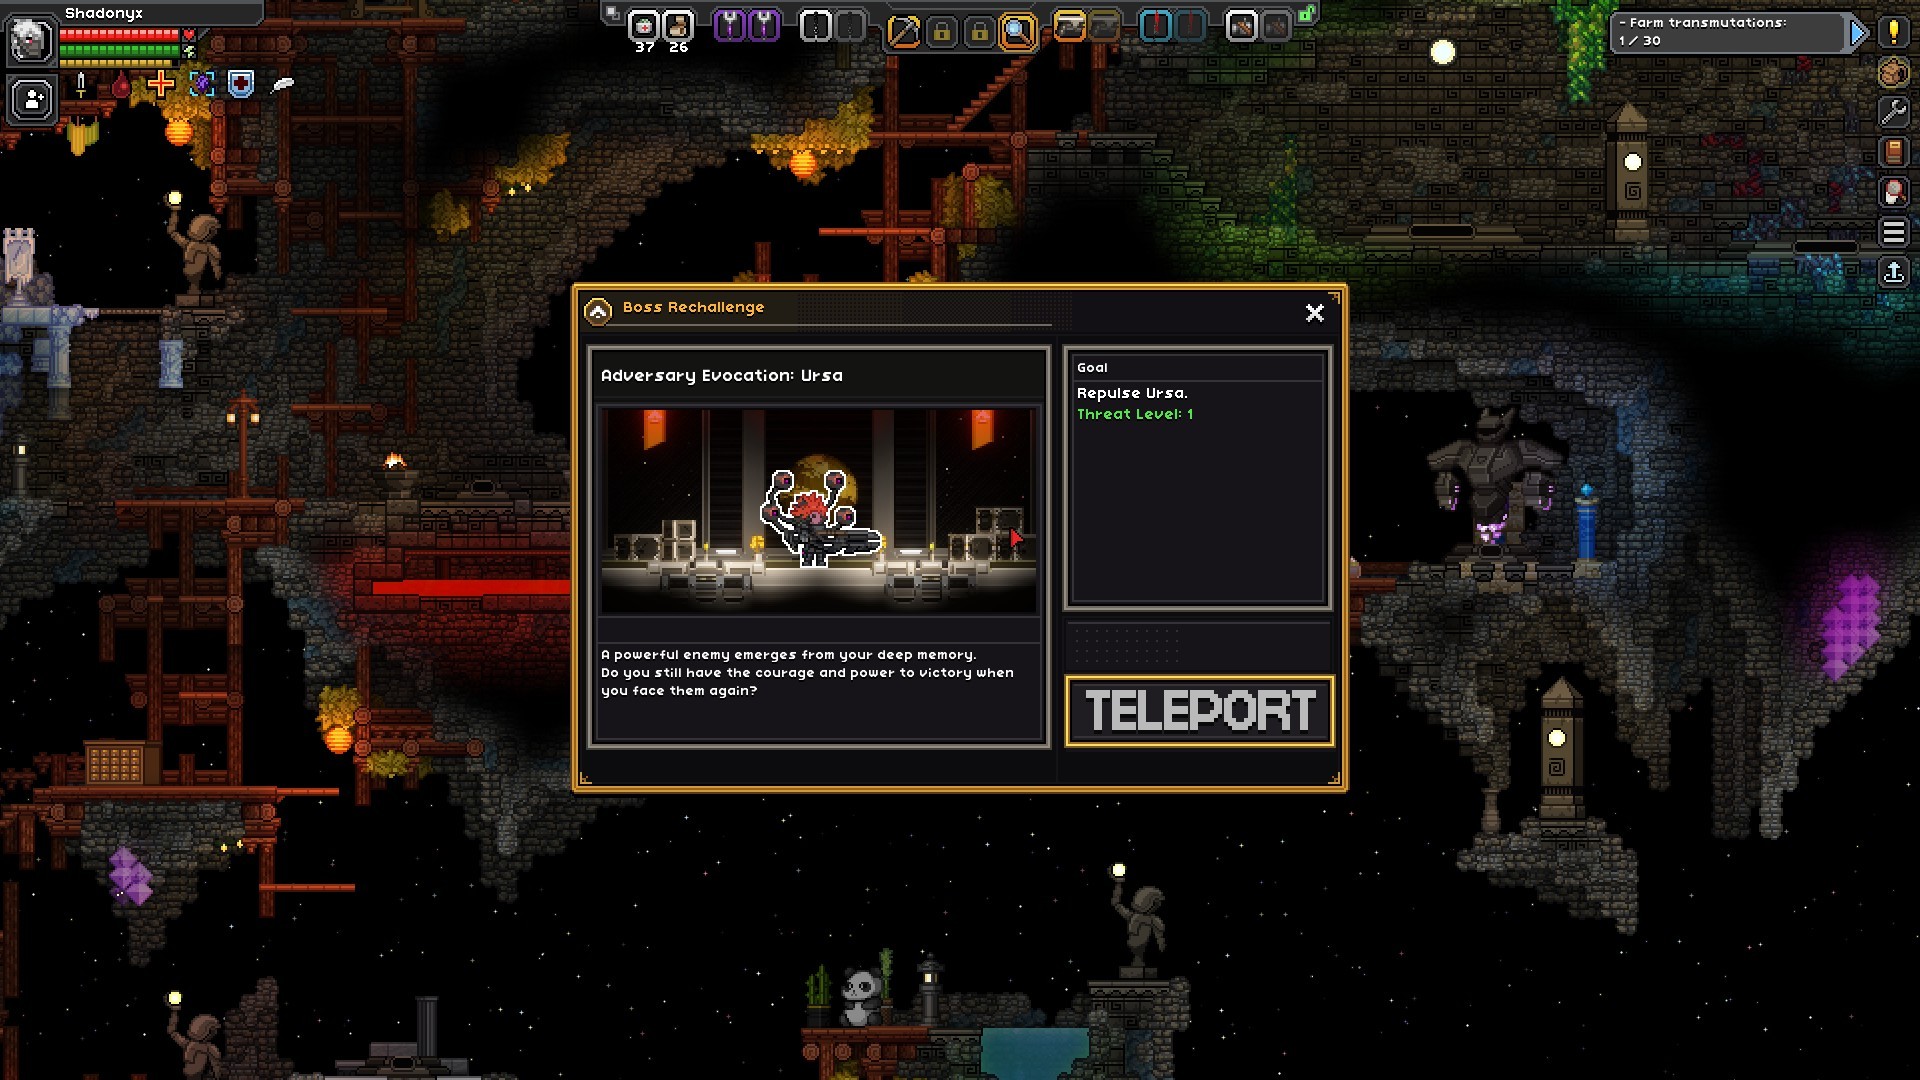 Shadonyx
37 26
- Farm transmutations:
1 / 30
Boss Rechallenge
Adversary Evocation: Ursa
A powerful enemy emerges from your deep memory.
Do you still have the courage and power to victory when
you face them again?
Goal
Repulse Ursa.
Threat Level: 1
TELEPORT